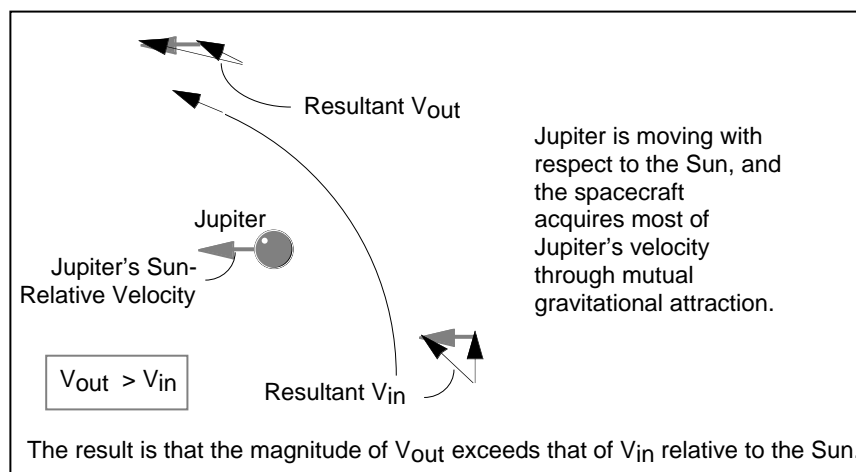 Resultant Vout
Jupiter is moving with
respect to the Sun, and
the spacecraft
acquires most of
Jupiter’s velocity
through mutual
gravitational attraction.
Jupiter
Jupiter’s Sun-
Relative Velocity
Vout > Vin
Resultant Vin
The result is that the magnitude of Vout exceeds that of Vin relative to the Sun.